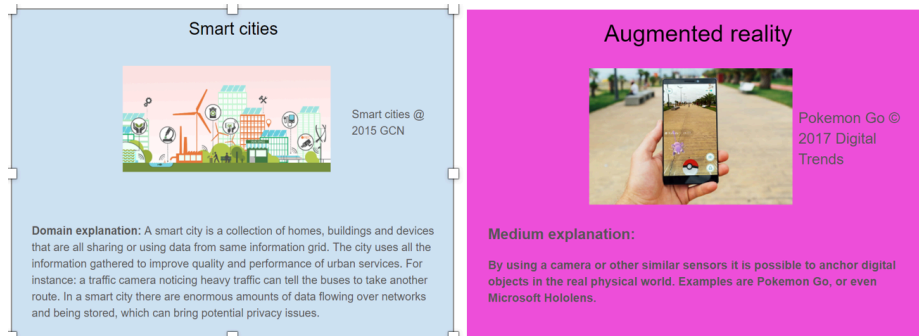 Smart cities
Smart cities @
2015 GCN
Domain explanation: A smart city is a collection of homes, buildings and devices
that are all sharing or using data from same information grid. The city uses all the
information gathered to improve quality and performance of urban services. For
instance: a traffic camera noticing heavy traffic can tell the buses to take another
route. In a smart city there are enormous amounts of data flowing over networks
and being stored, which can bring potential privacy issues.
Augmented reality
Pokemon Go ©
2017 Digital
Trends
Medium explanation:
By using a camera or other similar sensors it is possible to anchor digital
objects in the real physical world. Examples are Pokemon Go, or even
Microsoft Hololens.